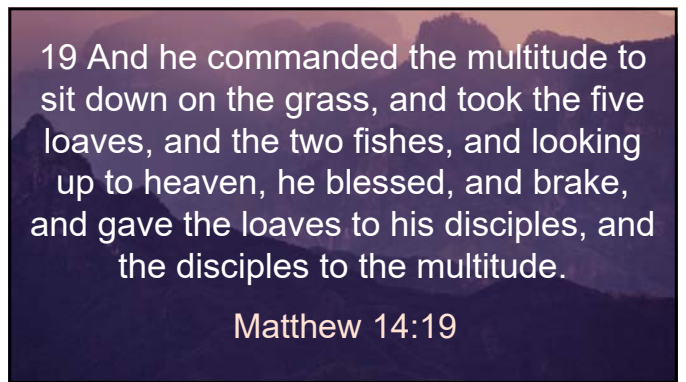 19 And he commanded the multitude to
sit down on the grass, and took the five
loaves, and the two fishes, and looking
up to heaven, he blessed, and brake,
and gave the loaves to his disciples, and
the disciples to the multitude.
Matthew 14:19